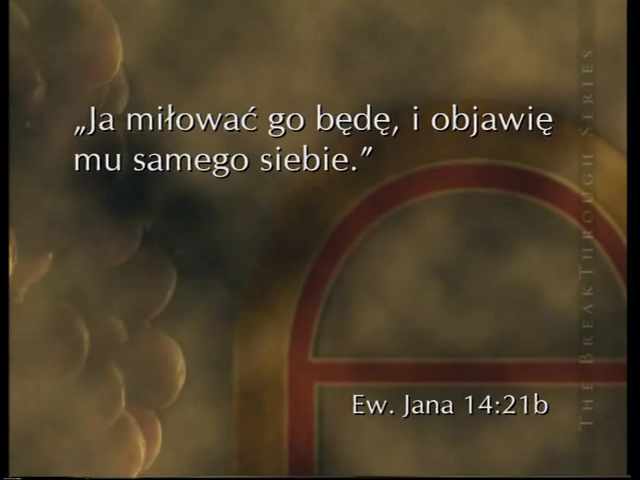 „Ja miłować go będę, i objawię
mu samego siebie.”
Ew. Jana 14:21b
THE BREAKTHROUGH SERIES